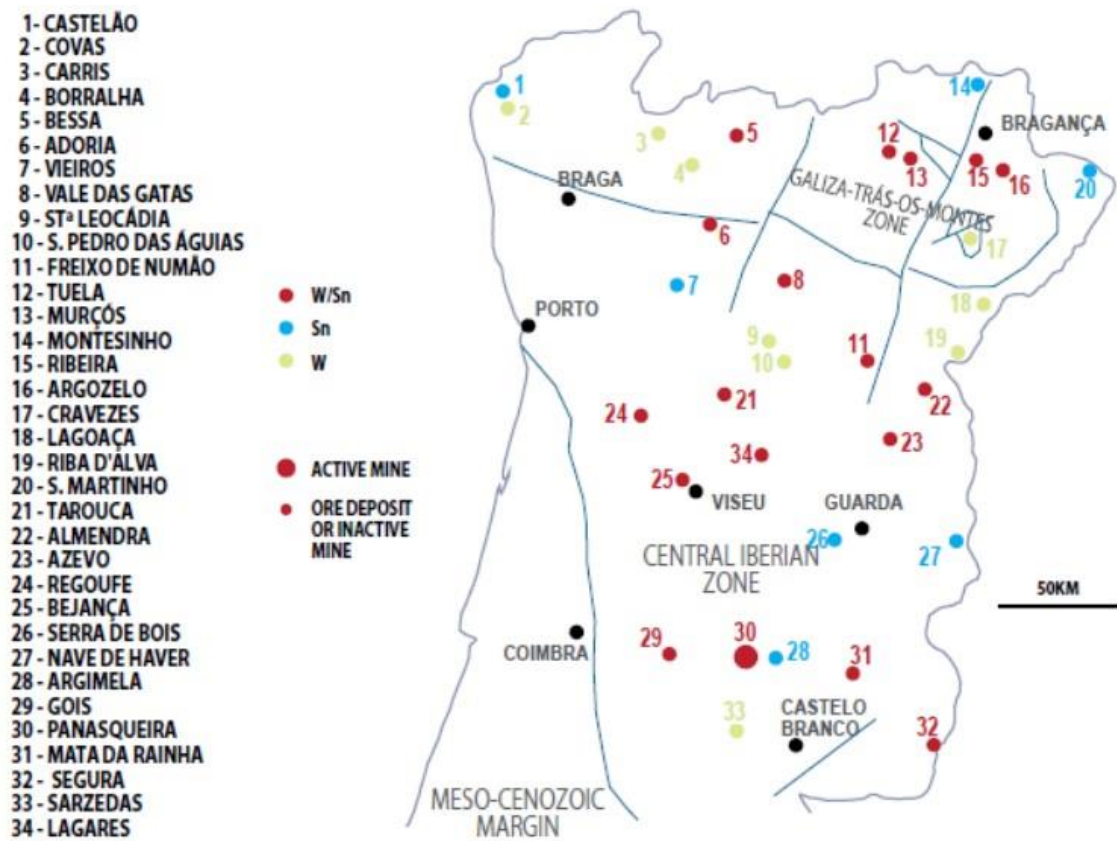 1- CASTELÃO
2 - COVAS
3 - CARRIS
4 - BORRALHA
5 - BESSA
6 - ADORIA
7 - VIEIROS
8 - VALE DAS GATAS
9 - STª LEOCÁDIA
10 - S. PEDRO DAS ÁGUIAS
11 - FREIXO DE NUMÃO
12 - TUELA
13 - MURÇÓS
14 - MONTESINHO
15 - RIBEIRA
16 - ARGOZELO
17 - CRAVEZES
18 - LAGOAÇA
19 - RIBA D'ALVA
20 - S. MARTINHO
21 - TAROUCA
22 - ALMENDRA
23 - AZEVO
24 - REGOUFE
25 - BEJANÇA
26 - SERRA DE BOIS
27 - NAVE DE HAVER
28 - ARGIMELA
29 - GOIS
30 - PANASQUEIRA
31 - MATA DA RAINHA
32 - SEGURA
33 - SARZEDAS
34 - LAGARES
W/Sn
Sn
W
ACTIVE MINE
ORE DEPOSIT
OR INACTIVE
MINE
1
2
3
4
5
14
BRAGANÇA
12
13
15
16
20
BRAGA
GALIZA-TRÁS-OS-MONTES
ZONE
6
17
7
8
18
PORTO
9
10
11
19
21
22
24
23
34
25
VISEU
GUARDA
26
27
CENTRAL IBERIAN
ZONE
50KM
COIMBRA
29
30
28
31
CASTELO
BRANCO
33
32
MESO-CENOZOIC
MARGIN